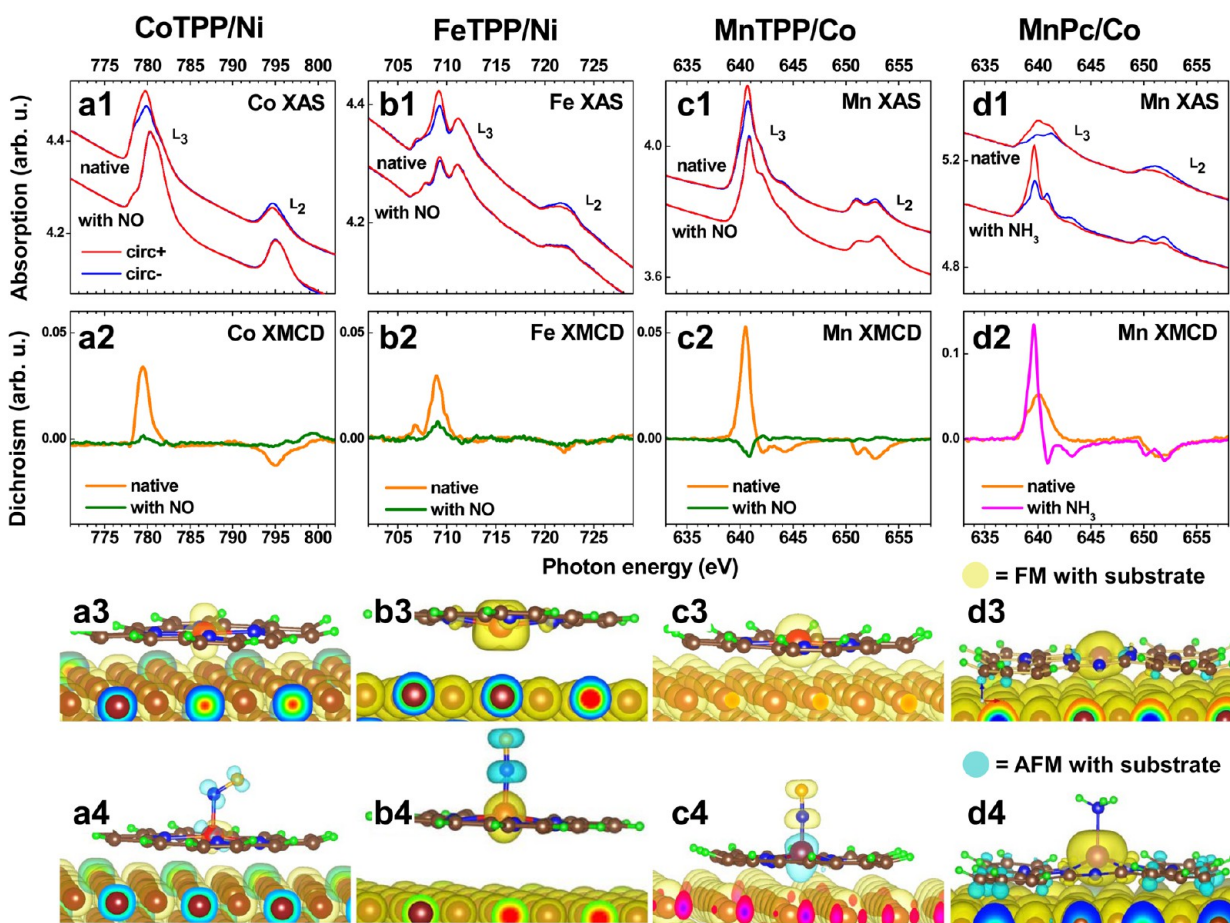 CoTPP/Ni FeTPP/Ni MnTPP/Co MnPc/Co
775 780 785 790 795 800 705 710 715 720 725 635 640 645 650 655 635 640 645 650 655
Absorption (arb. u.)
a1 Co XAS b1 Fe XAS c1 Mn XAS d1 Mn XAS
4.4 4.2
L3 L2
native
with NO
circ+
circ-
4.4 4.2
L3 L2
native
with NO
4.0 3.6
L3 L2
native
with NO
5.2 4.8
L3 L2
native
with NH3
Dichroism (arb. u.)
a2 Co XMCD b2 Fe XMCD c2 Mn XMCD d2 Mn XMCD
0.05 0.00
native
with NO
0.05 0.00
native
with NO
0.05 0.00
native
with NO
0.1 0.0
native
with NH3
775 780 785 790 795 800 705 710 715 720 725 635 640 645 650 655 635 640 645 650 655
Photon energy (eV)
= FM with substrate
a3 b3 c3 d3
= AFM with substrate
a4 b4 c4 d4